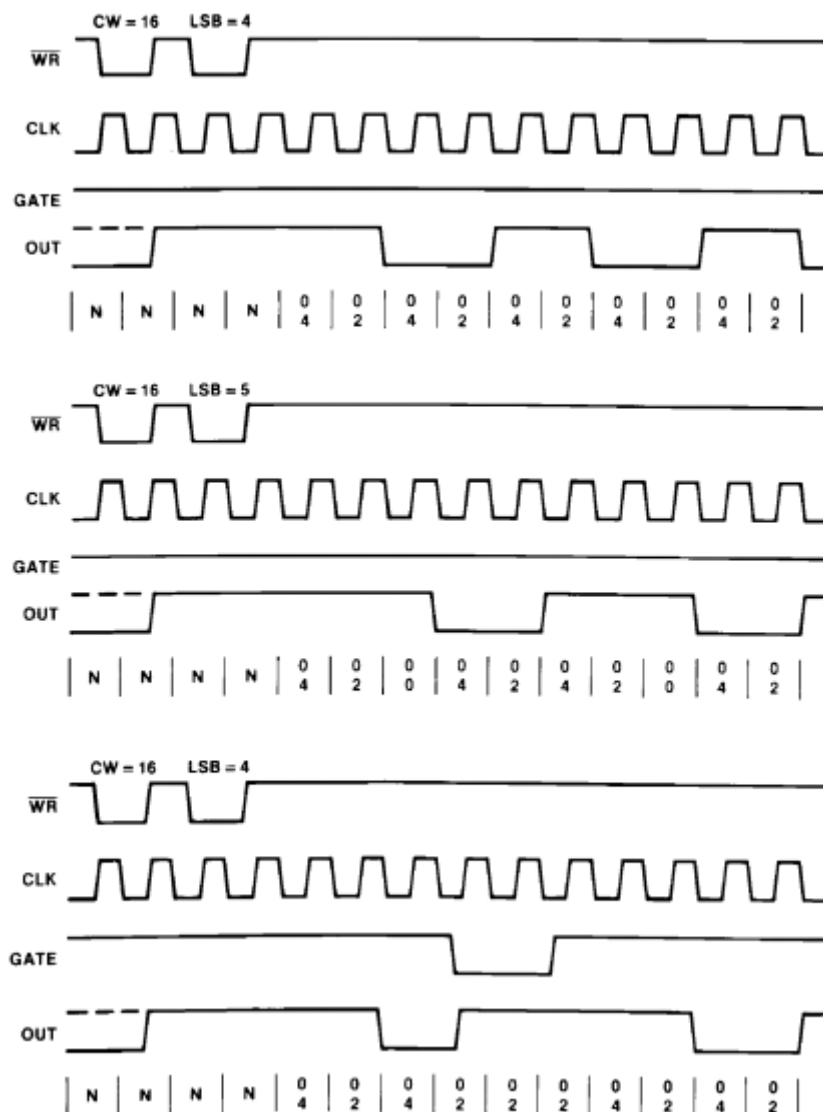 CW = 16 LSB = 4
WR
CLK
GATE
OUT
N N N N 0 0 0 0 0 0 0 0 0 0
4 2 4 2 4 2 4 2 4 2
CW = 16 LSB = 5
WR
CLK
GATE
OUT
N N N N 0 0 0 0 0 0 0 0 0 0
4 2 0 4 2 4 2 0 4 2
CW = 16 LSB = 4
WR
CLK
GATE
OUT
N N N N 0 0 0 0 0 0 0 0 0 0
4 2 4 2 2 2 4 2 4 2